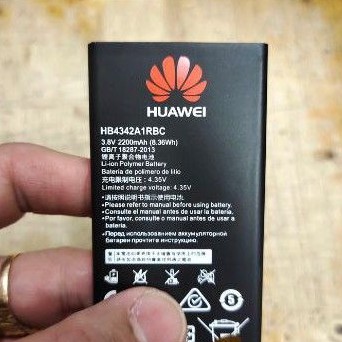 HUAWEI
HB4342A1RBC
3.8V 2200mAh (8.36Wh)
GB/T 18287-2013
锂离子聚合物电池
Li-ion Polymer Battery
Batería de polímero de litio
充电限制电压: 4.35V
Limited charge voltage: 4.35V
•请按说明书指示使用电池
•Please refer to manual before using battery.
•Consulte el manual antes de usar la batería.
•Por favor, consulte o manual antes de usar a
bateria.
•Перед использованием аккумуляторной
батареи прочтите инструкцию.